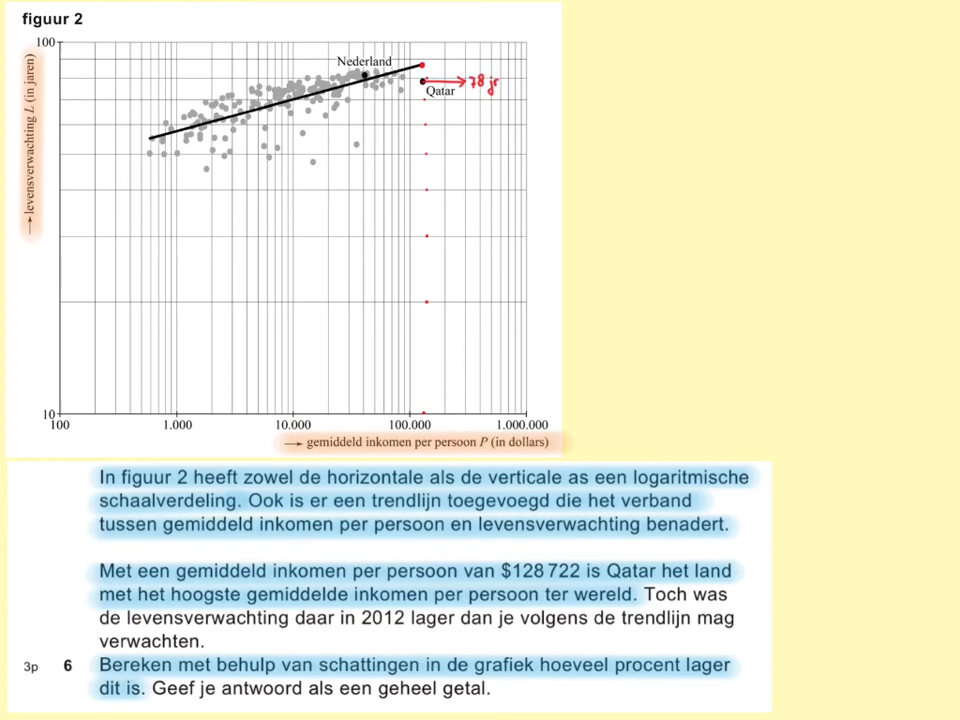 figuur 2
100
levensverwachting L (in jaren)
Nederland
78 jr
Qatar
10
100
1.000
10.000
100.000
1.000.000
gemiddeld inkomen per persoon P (in dollars)
In figuur 2 heeft zowel de horizontale als de verticale as een logaritmische
schaalverdeling. Ook is er een trendlijn toegevoegd die het verband
tussen gemiddeld inkomen per persoon en levensverwachting benadert.
Met een gemiddeld inkomen per persoon van $128 722 is Qatar het land
met het hoogste gemiddelde inkomen per persoon ter wereld. Toch was
de levensverwachting daar in 2012 lager dan je volgens de trendlijn mag
verwachten.
3p 6 Bereken met behulp van schattingen in de grafiek hoeveel procent lager
dit is. Geef je antwoord als een geheel getal.